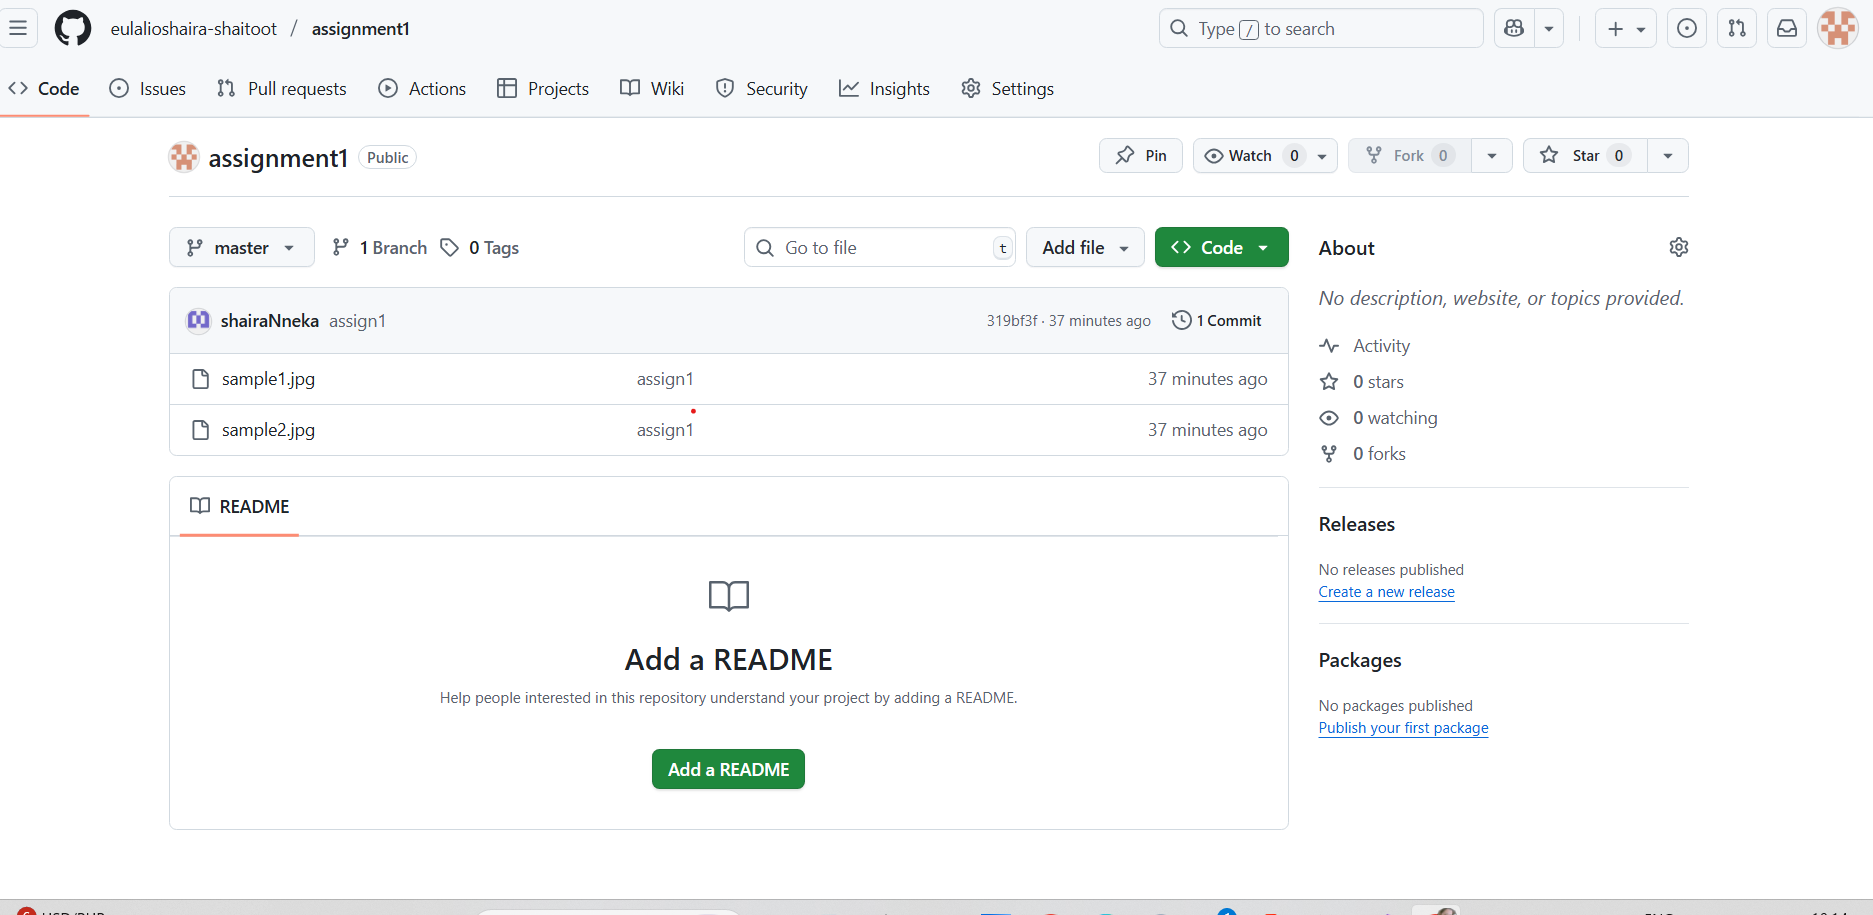 eulalioshaira-shaitoot / assignment1
Type / to search
Code Issues Pull requests Actions Projects Wiki Security Insights Settings
assignment1 Public
Pin Watch 0 Fork 0 Star 0
master 1 Branch 0 Tags
Go to file t Add file Code
shairaNneka assign1 319bf3f · 37 minutes ago 1 Commit
sample1.jpg assign1 37 minutes ago
sample2.jpg assign1 37 minutes ago
README
Add a README
Help people interested in this repository understand your project by adding a README.
Add a README
About
No description, website, or topics provided.
Activity
0 stars
0 watching
0 forks
Releases
No releases published
Create a new release
Packages
No packages published
Publish your first package